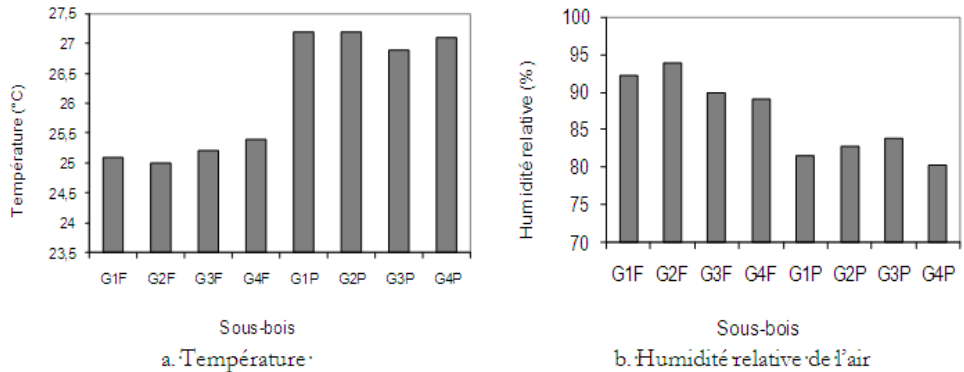 27,5
27
26,5
26
25,5
25
24,5
24
23,5
Température (°C)
G1F G2F G3F G4F G1P G2P G3P G4P
Sous-bois
a. Température
100
95
90
85
80
75
70
Humidité relative (%)
G1F G2F G3F G4F G1P G2P G3P G4P
Sous-bois
b. Humidité relative de l'air